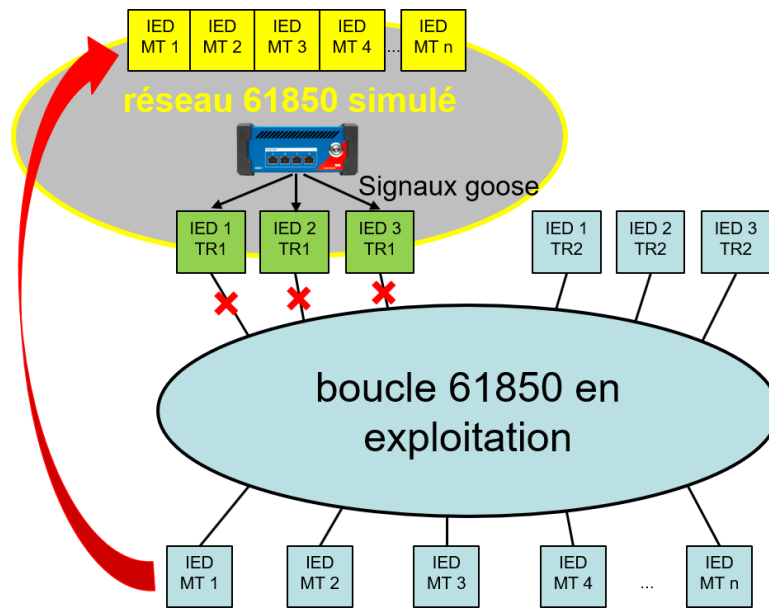 IED
MT 1
IED
MT 2
IED
MT 3
IED
MT 4
...
IED
MT n
réseau 61850 simulé
Signaux goose
IED 1
TR1
IED 2
TR1
IED 3
TR1
IED 1
TR2
IED 2
TR2
IED 3
TR2
boucle 61850 en
exploitation
IED
MT 1
IED
MT 2
IED
MT 3
IED
MT 4
...
IED
MT n